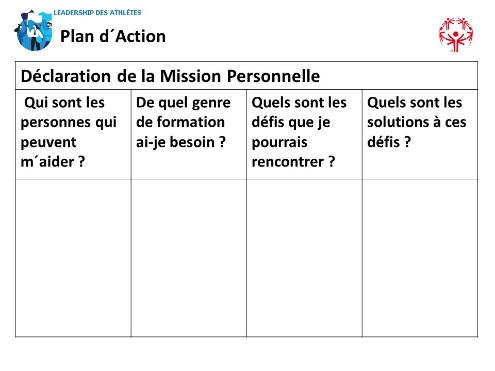 LEADERSHIP DES ATHLÈTES
Plan d´Action
Déclaration de la Mission Personnelle
Qui sont les
personnes qui
peuvent
m´aider ?
De quel genre
de formation
ai-je besoin ?
Quels sont les
défis que je
pourrais
rencontrer ?
Quels sont les
solutions à ces
défis ?